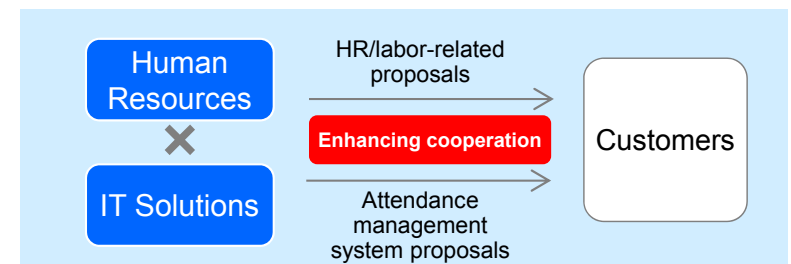 Human
Resources
IT Solutions
HR/labor-related
proposals
Enhancing cooperation
Attendance
management
system proposals
Customers